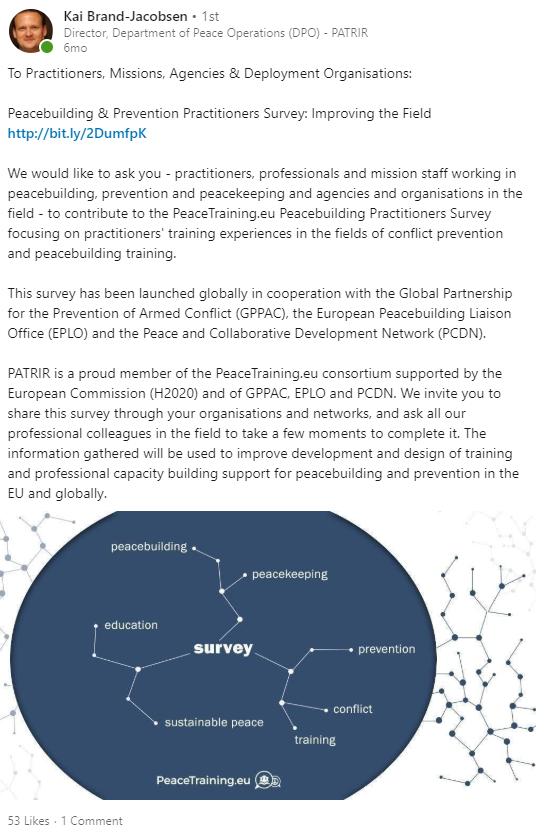 Kai Brand-Jacobsen • 1st
Director, Department of Peace Operations (DPO) - PATRIR
6mo
To Practitioners, Missions, Agencies & Deployment Organisations:
Peacebuilding & Prevention Practitioners Survey: Improving the Field
http://bit.ly/2DumfpK
We would like to ask you - practitioners, professionals and mission staff working in
peacebuilding, prevention and peacekeeping and agencies and organisations in the
field - to contribute to the PeaceTraining.eu Peacebuilding Practitioners Survey
focusing on practitioners' training experiences in the fields of conflict prevention
and peacebuilding training.
This survey has been launched globally in cooperation with the Global Partnership
for the Prevention of Armed Conflict (GPPAC), the European Peacebuilding Liaison
Office (EPLO) and the Peace and Collaborative Development Network (PCDN).
PATRIR is a proud member of the PeaceTraining.eu consortium supported by the
European Commission (H2020) and of GPPAC, EPLO and PCDN. We invite you to
share this survey through your organisations and networks, and ask all our
professional colleagues in the field to take a few moments to complete it. The
information gathered will be used to improve development and design of training
and professional capacity building support for peacebuilding and prevention in the
EU and globally.
peacebuilding
peacekeeping
education
survey
prevention
conflict
sustainable peace
training
PeaceTraining.eu
53 Likes · 1 Comment